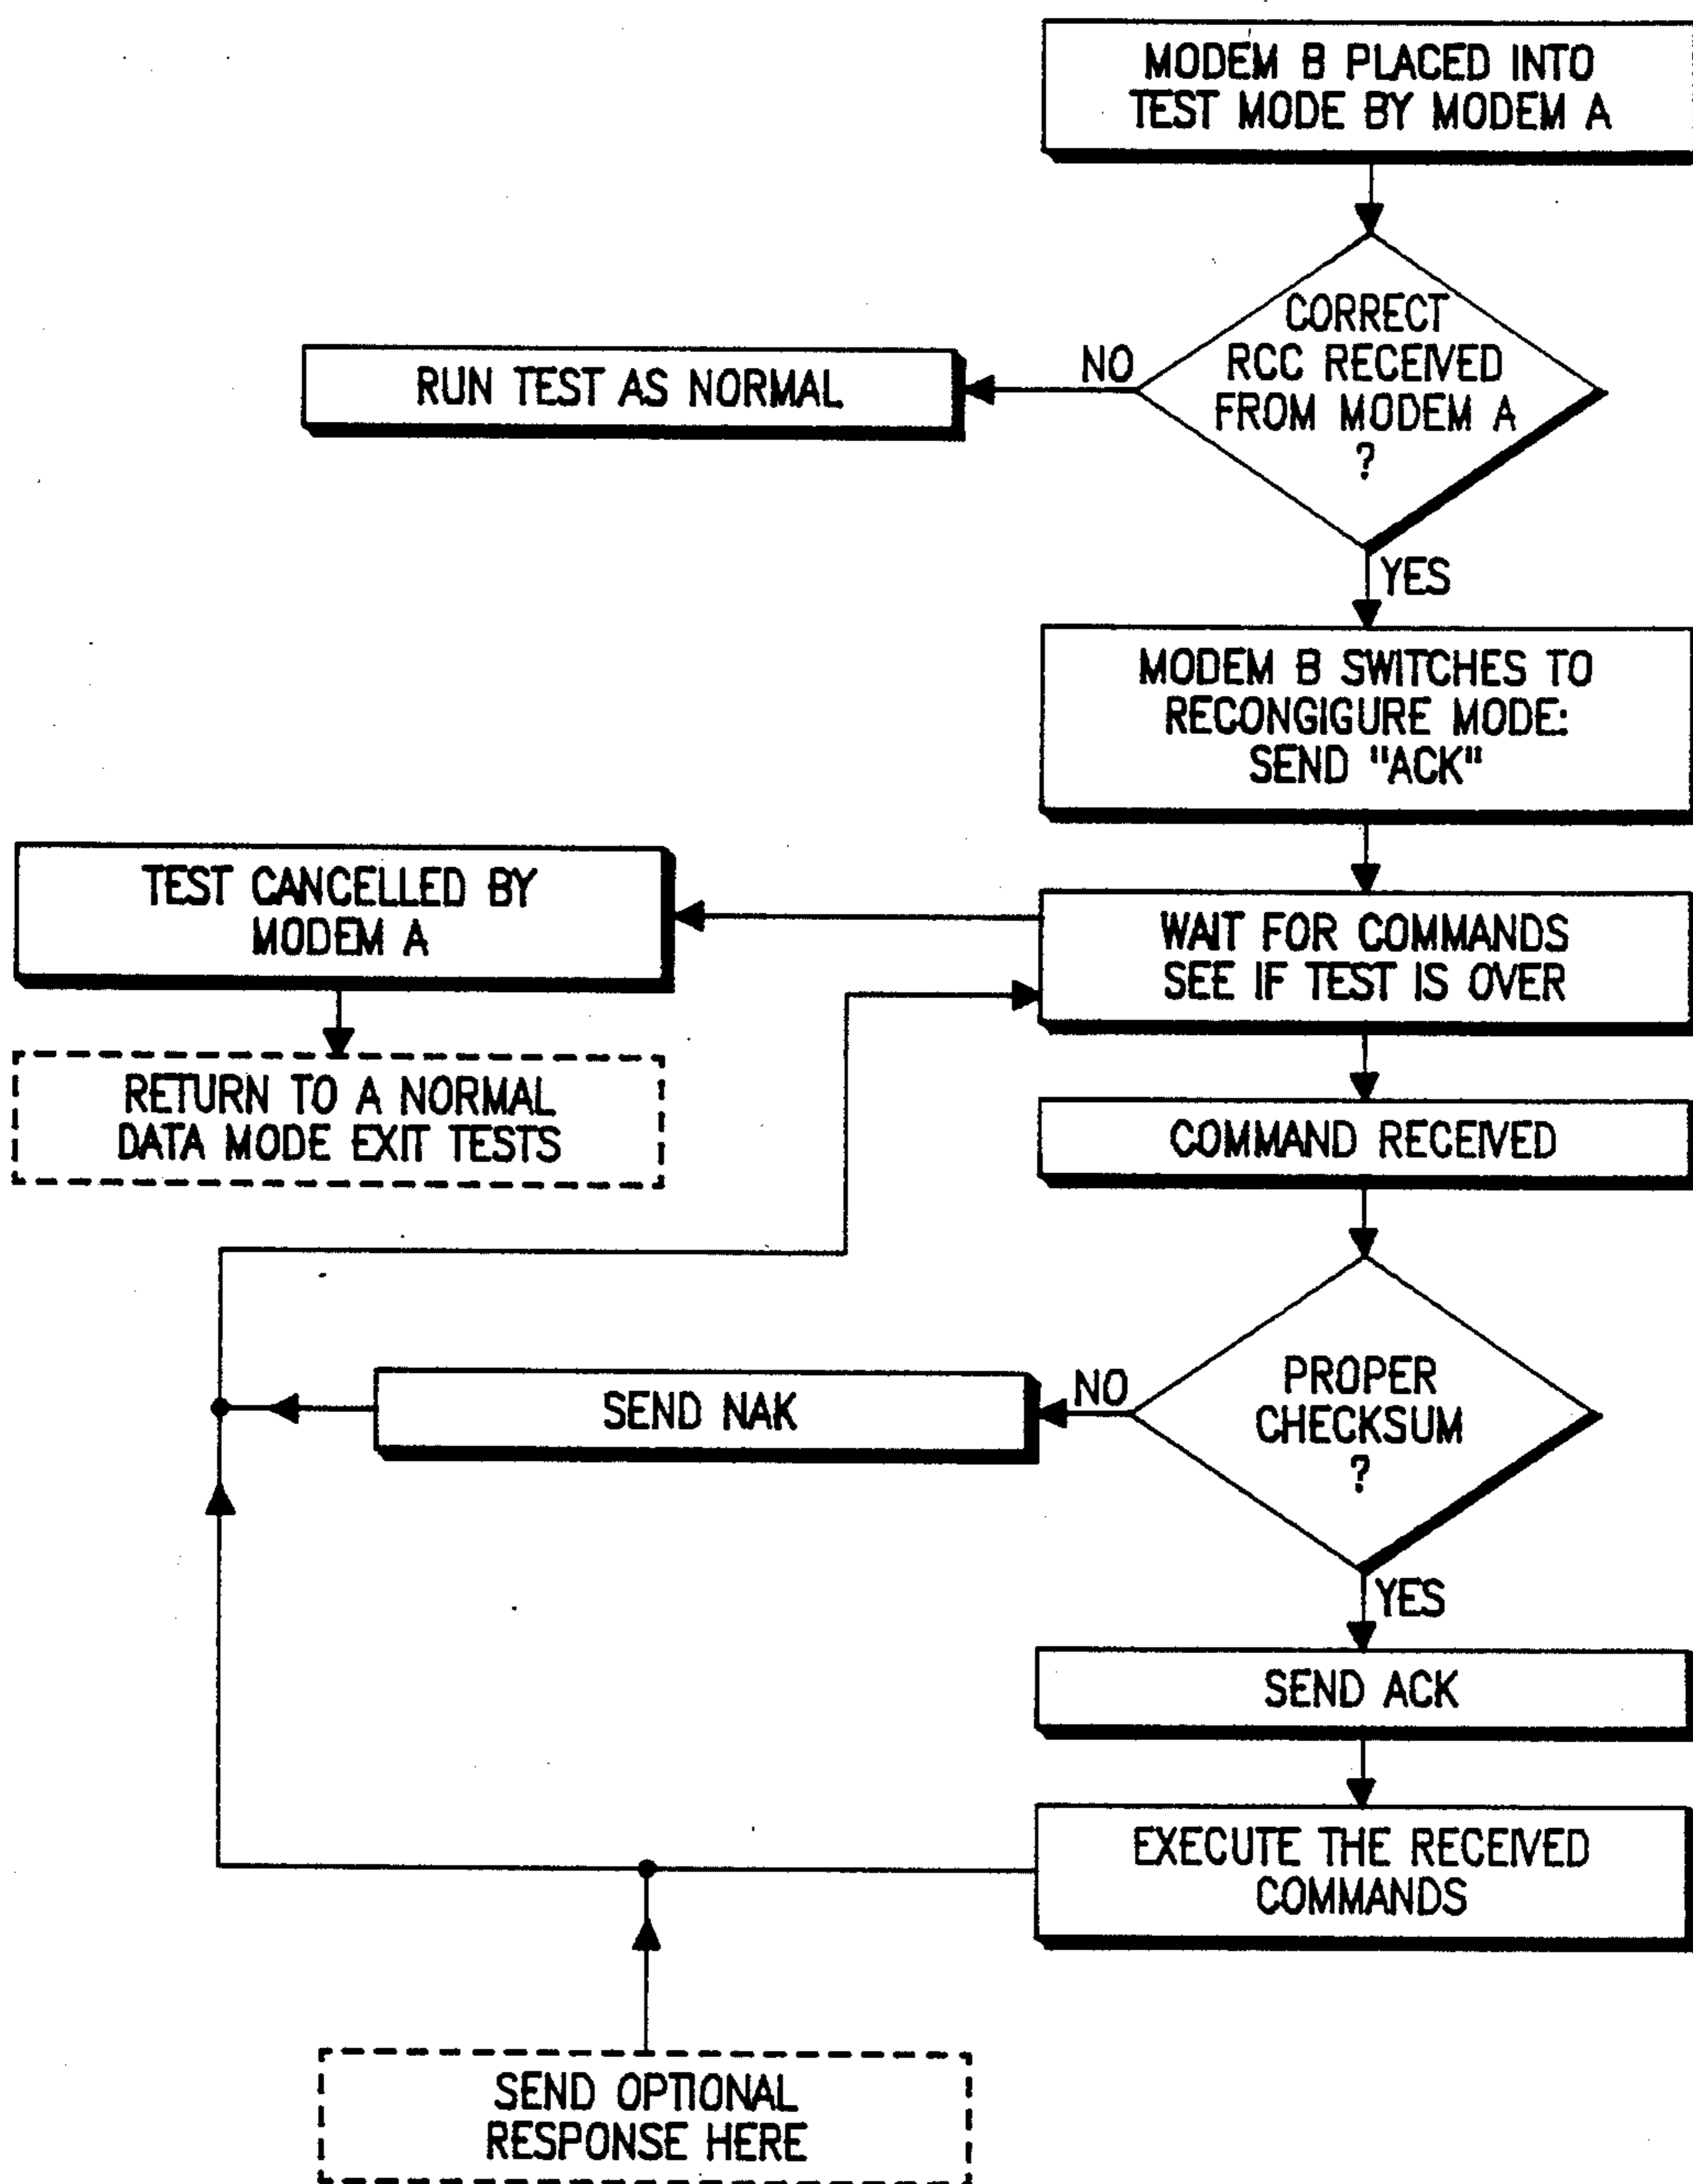 MODEM B PLACED INTO
TEST MODE BY MODEM A
CORRECT
RCC RECEIVED
FROM MODEM A
?
NO
RUN TEST AS NORMAL
YES
MODEM B SWITCHES TO
RECONGIGURE MODE:
SEND "ACK"
TEST CANCELLED BY
MODEM A
WAIT FOR COMMANDS
SEE IF TEST IS OVER
RETURN TO A NORMAL
DATA MODE EXIT TESTS
COMMAND RECEIVED
PROPER
CHECKSUM
?
NO
SEND NAK
YES
SEND ACK
EXECUTE THE RECEIVED
COMMANDS
SEND OPTIONAL
RESPONSE HERE